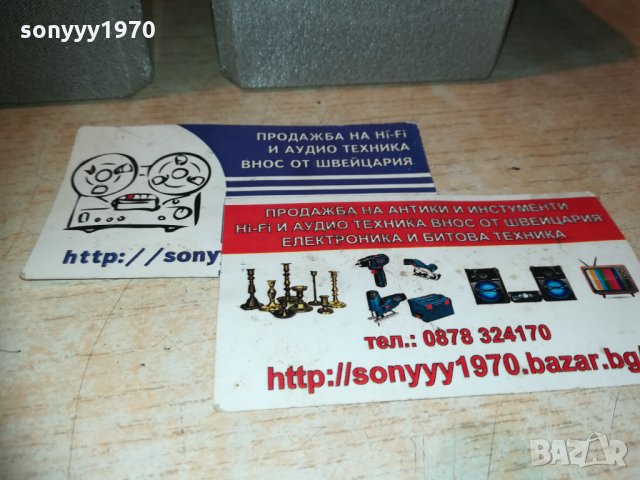 sonyyy1970
ПРОДАЖБА НА Hi-Fi
И АУДИО ТЕХНИКА
ВНОС ОТ ШВЕЙЦАРИЯ
http://sony
ПРОДАЖБА НА АНТИКИ И ИНСТУМЕНТИ
Hi-Fi И АУДИО ТЕХНИКА ВНОС ОТ ШВЕЙЦАРИЯ
ЕЛЕКТРОНИКА И БИТОВА ТЕХНИКА
тел.: 0878 324170
http://sonyyy1970.bazar.bg/
BAZAR